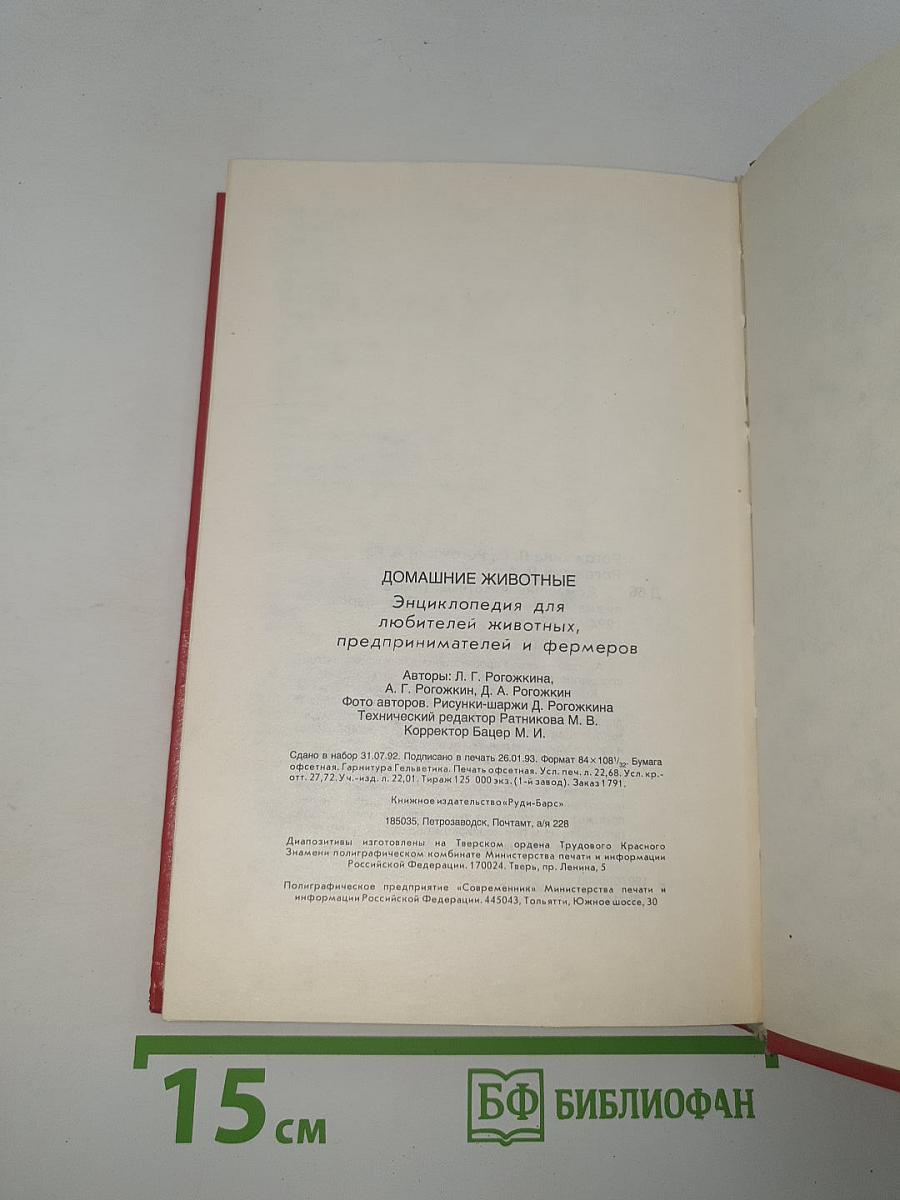 ДОМАШНИЕ ЖИВОТНЫЕ
Энциклопедия для
любителей животных,
предпринимателей и фермеров
Авторы: Л. Г. Рогожкина,
А. Г. Рогожкин, Д. А. Рогожкин
Фото авторов. Рисунки-шаржи Д. Рогожкина
Технический редактор Ратникова М. В.
Корректор Бацер М. И.
Сдано в набор 31.07.92. Подписано в печать 26.01.93. Формат 84×108¹/₃₂. Бумага
офсетная. Гарнитура Гельветика. Печать офсетная. Усл. печ. л. 22,68. Усл. кр.-
отт. 27,72. Уч.-изд. л. 22,01. Тираж 125 000 экз. (1-й завод). Заказ 1791.
Книжное издательство «Руди-Барс»
185035, Петрозаводск, Почтамт, а/я 228
Диапозитивы изготовлены на Тверском ордена Трудового Красного
Знамени полиграфическом комбинате Министерства печати и информации
Российской Федерации. 170024. Тверь, пр. Ленина, 5
Полиграфическое предприятие «Современник» Министерства печати и
информации Российской Федерации. 445043, Тольятти, Южное шоссе, 30
15 см
БФ БИБЛИОФАН